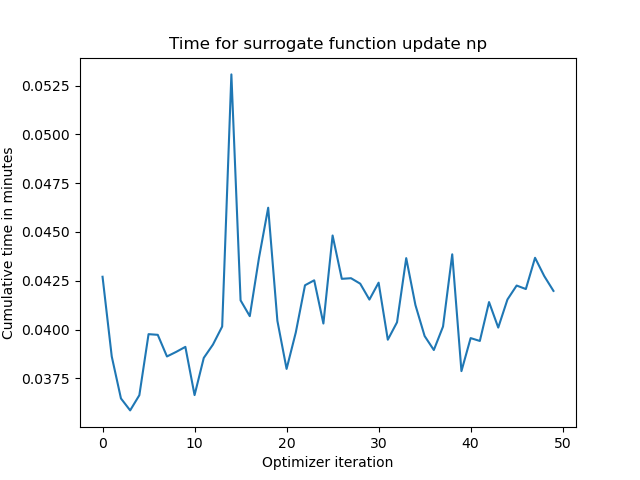 Time for surrogate function update np
Cumulative time in minutes
0.0525
0.0500
0.0475
0.0450
0.0425
0.0400
0.0375
0 10 20 30 40 50
Optimizer iteration